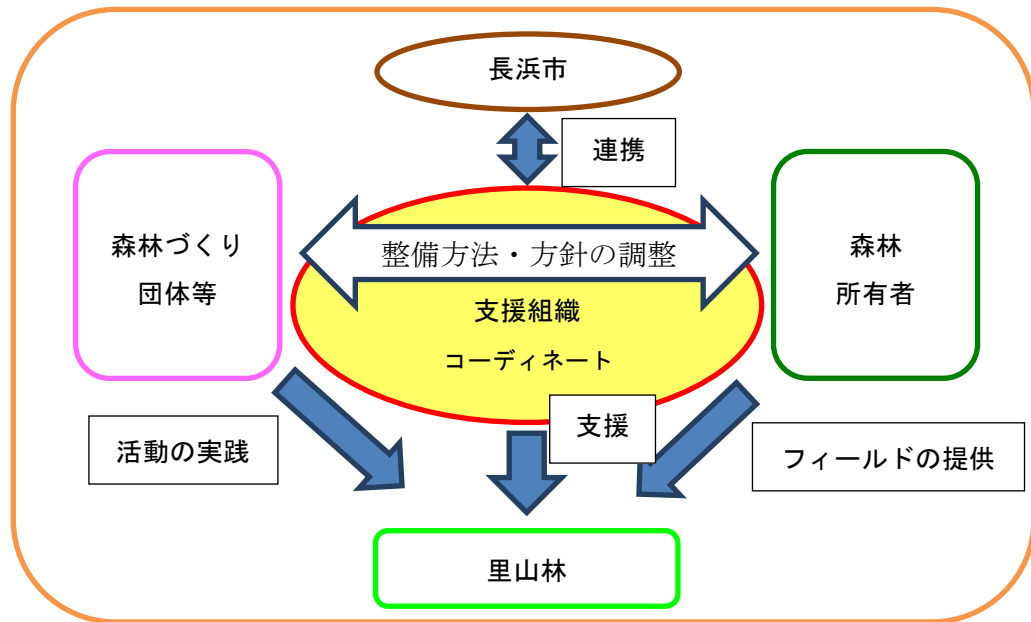 長浜市
連携
森林づくり
団体等
整備方法・方針の調整
森林
所有者
支援組織
コーディネート
支援
活動の実践
フィールドの提供
里山林